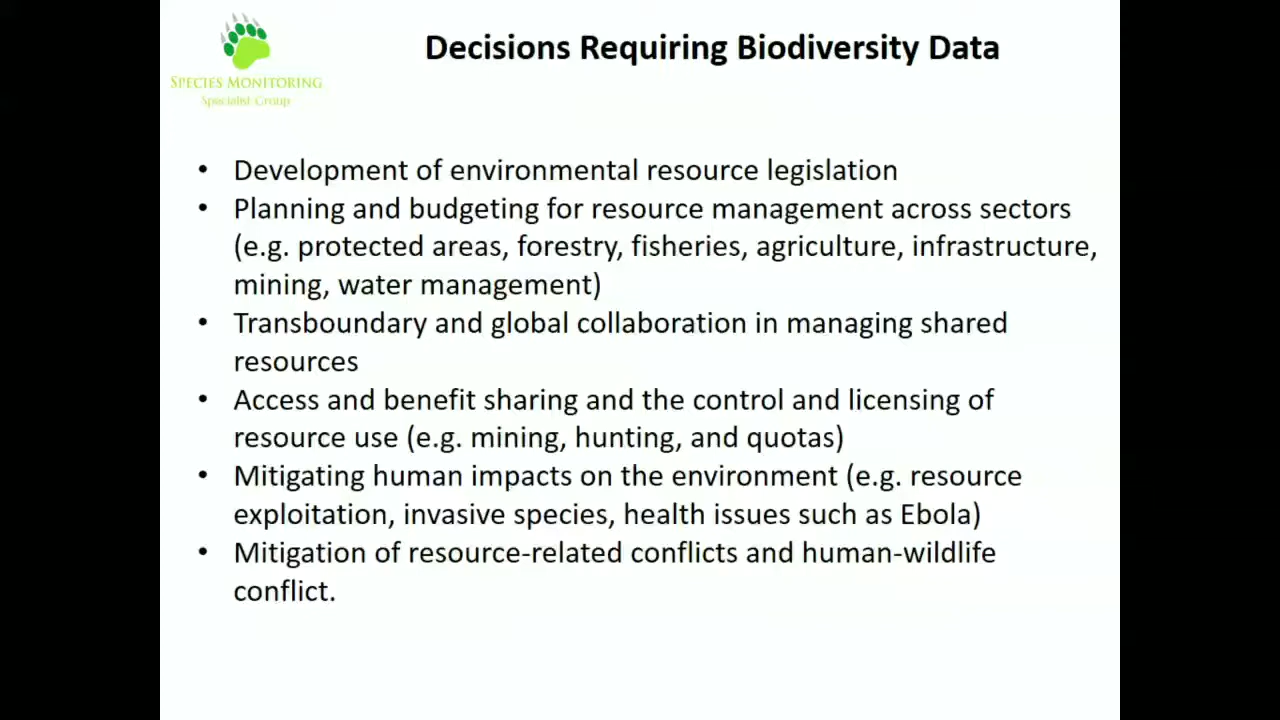 SPECIES MONITORING
Specialist Group
Decisions Requiring Biodiversity Data
• Development of environmental resource legislation
• Planning and budgeting for resource management across sectors
(e.g. protected areas, forestry, fisheries, agriculture, infrastructure,
mining, water management)
• Transboundary and global collaboration in managing shared
resources
• Access and benefit sharing and the control and licensing of
resource use (e.g. mining, hunting, and quotas)
• Mitigating human impacts on the environment (e.g. resource
exploitation, invasive species, health issues such as Ebola)
• Mitigation of resource-related conflicts and human-wildlife
conflict.